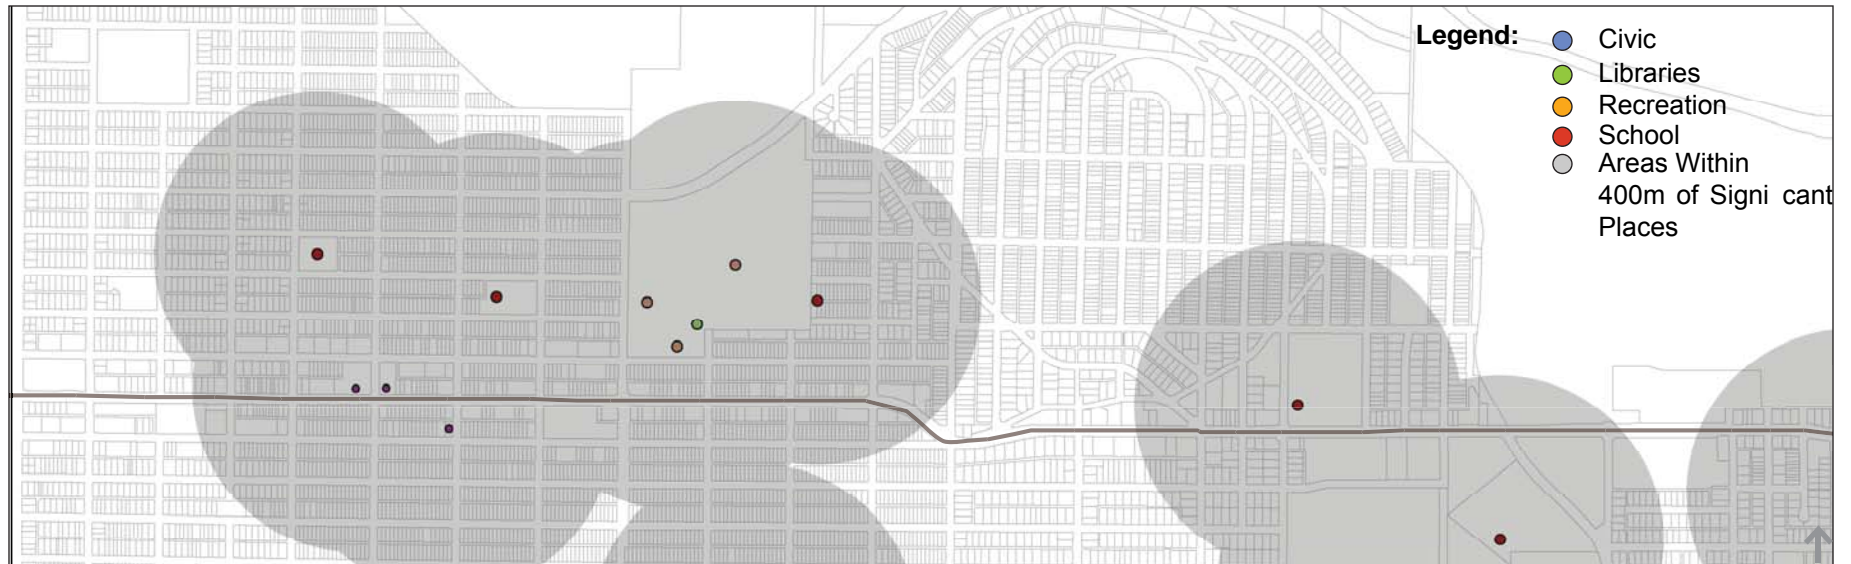 Legend:
Civic
Libraries
Recreation
School
Areas Within
400m of Signi cant
Places